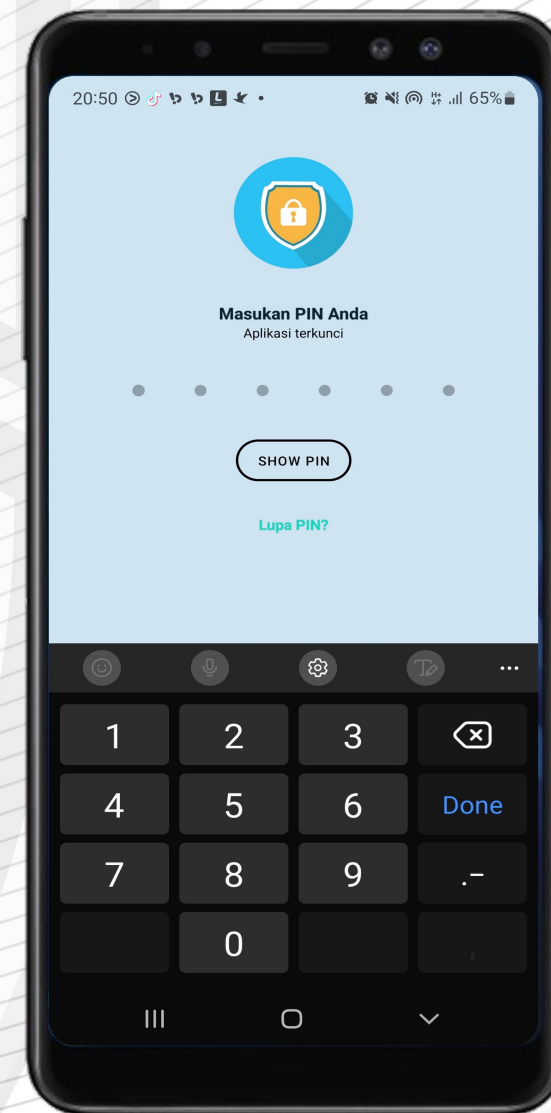 20:50
65%
Masukan PIN Anda
Aplikasi terkunci
SHOW PIN
Lupa PIN?
1 2 3
4 5 6 Done
7 8 9 .-
0 ,